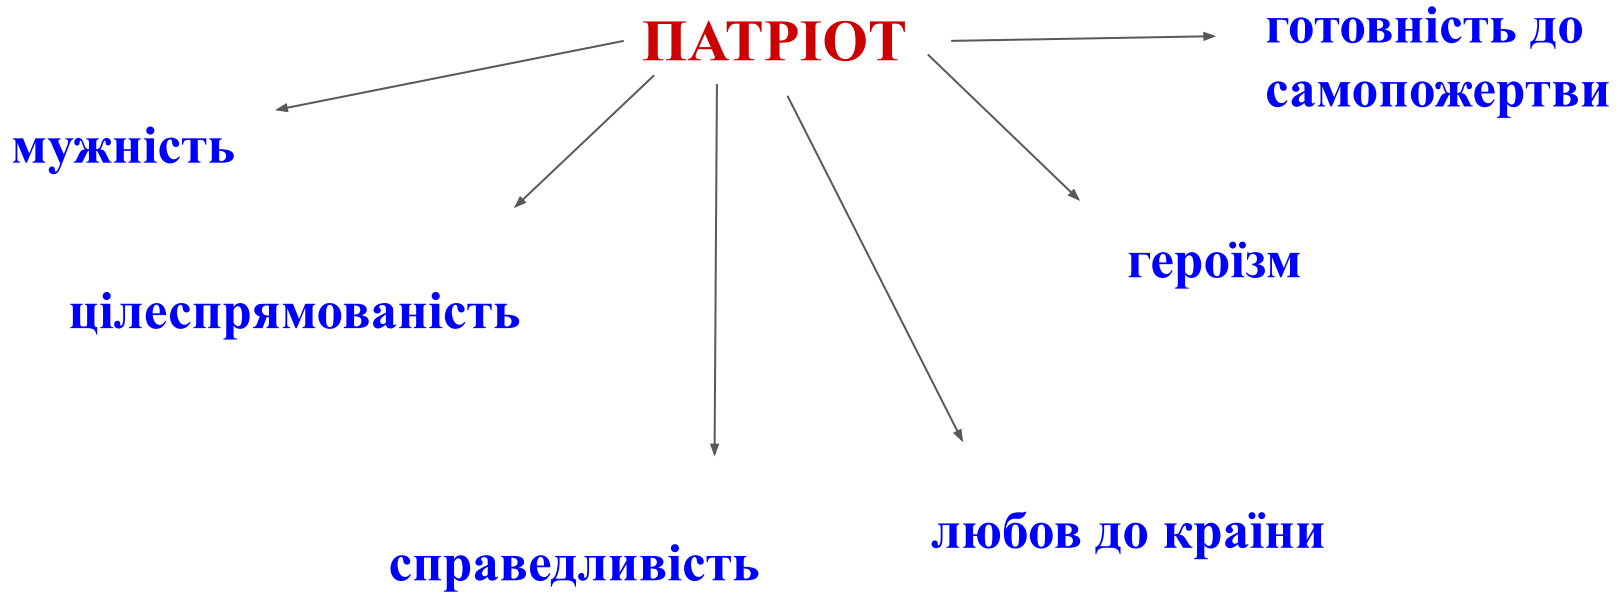 ПАТРІОТ
готовність до
самопожертви
мужність
героїзм
цілеспрямованість
любов до країни
справедливість